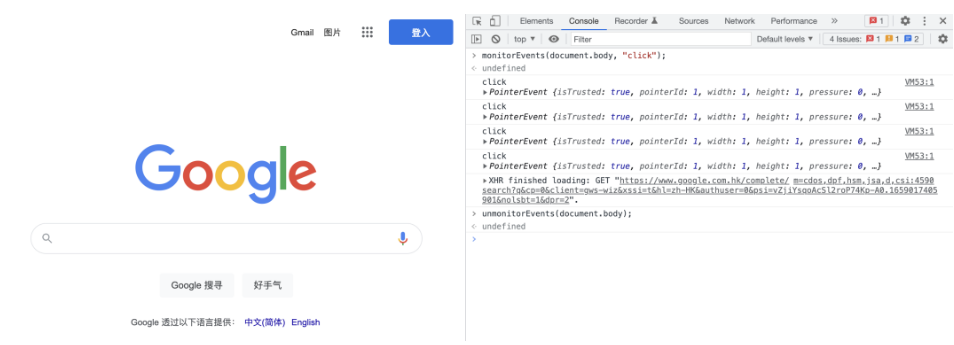 Gmail 图片 登入
Google
Google 搜寻 好手气
Google 透过以下语言提供： 中文(简体) English
Elements Console Recorder Sources Network Performance » 1
top ▼ Filter Default levels ▼ 4 Issues: 1 1 2
> monitorEvents(document.body, "click");
< undefined
click VM53:1
▶PointerEvent {isTrusted: true, pointerId: 1, width: 1, height: 1, pressure: 0, …}
click VM53:1
▶PointerEvent {isTrusted: true, pointerId: 1, width: 1, height: 1, pressure: 0, …}
click VM53:1
▶PointerEvent {isTrusted: true, pointerId: 1, width: 1, height: 1, pressure: 0, …}
click VM53:1
▶PointerEvent {isTrusted: true, pointerId: 1, width: 1, height: 1, pressure: 0, …}
▶XHR finished loading: GET "https://www.google.com.hk/complete/ m=cdos,dpf,hsm,jsa,d,csi:4590
search?q&cp=0&client=gws-wiz&xssi=t&hl=zh-HK&authuser=0&psi=vZjiYsqoAcSl2roP74Kp-A0.1659017405
901&nolsbt=1&dpr=2".
> unmonitorEvents(document.body);
< undefined
>